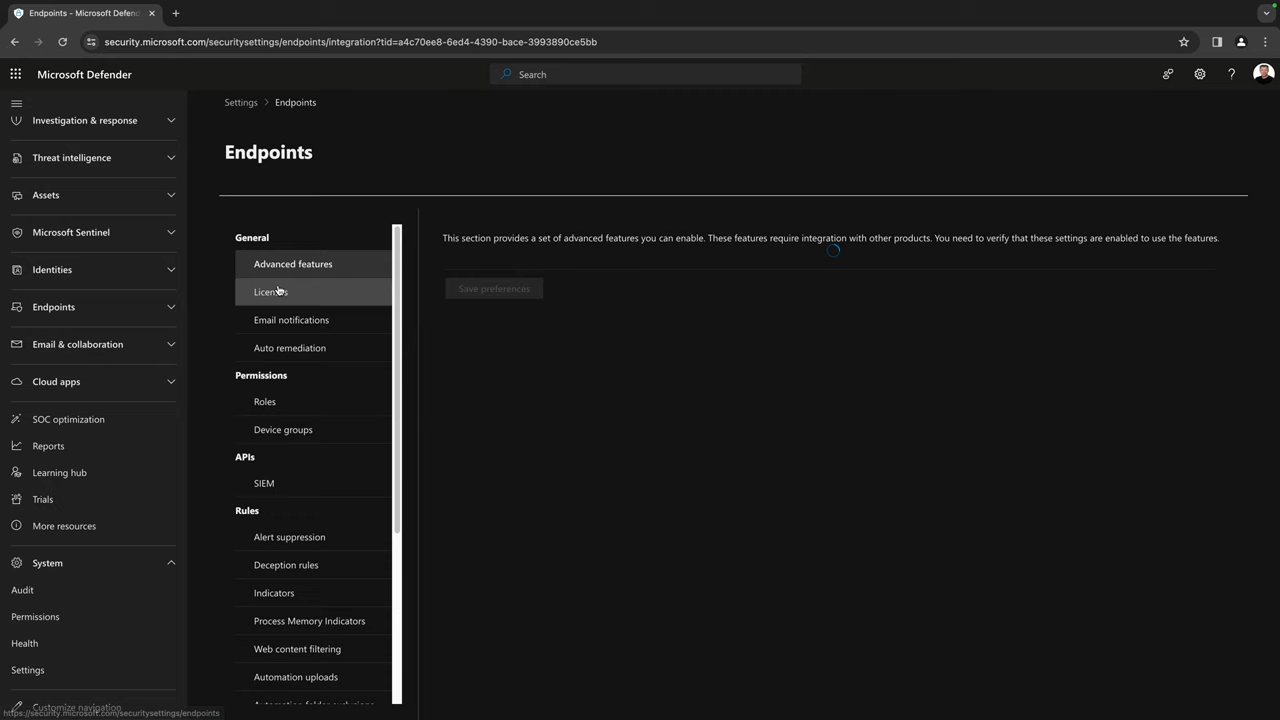 Endpoints - Microsoft Defend
security.microsoft.com/securitysettings/endpoints/integration?tid=a4c70ee8-6ed4-4390-bace-3993890ce5bb
Microsoft Defender
Search
Investigation & response
Threat intelligence
Assets
Microsoft Sentinel
Identities
Endpoints
Email & collaboration
Cloud apps
SOC optimization
Reports
Learning hub
Trials
More resources
System
Audit
Permissions
Health
Settings
Customize navigation
https://security.microsoft.com/securitysettings/endpoints
Settings > Endpoints
Endpoints
General
Advanced features
Licenses
Email notifications
Auto remediation
Permissions
Roles
Device groups
APIs
SIEM
Rules
Alert suppression
Deception rules
Indicators
Process Memory Indicators
Web content filtering
Automation uploads
Automation folder exclusions
This section provides a set of advanced features you can enable. These features require integration with other products. You need to verify that these settings are enabled to use the features.
Save preferences